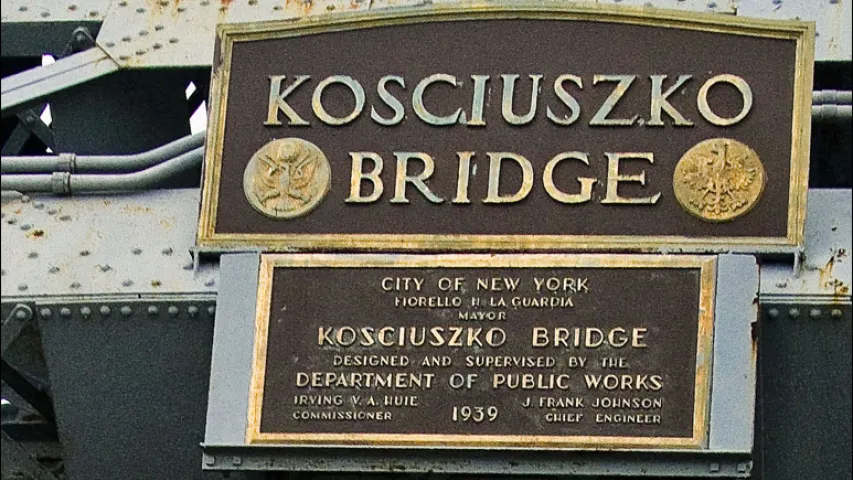 KOSCIUSZKO
BRIDGE
CITY OF NEW YORK
FIORELLO H LA GUARDIA
MAYOR
KOSCIUSZKO BRIDGE
DESIGNED AND SUPERVISED BY THE
DEPARTMENT OF PUBLIC WORKS
IRVING V. A. HUIE J. FRANK JOHNSON
COMMISSIONER 1939 CHIEF ENGINEER